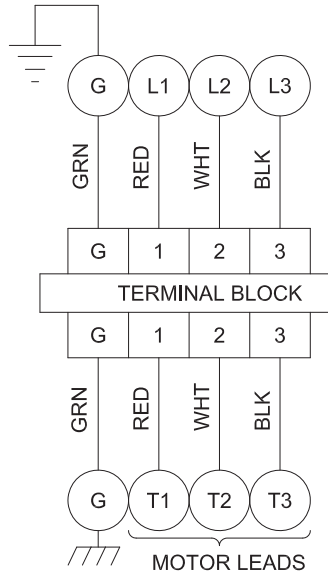 G L1 L2 L3
GRN RED WHT BLK
G 1 2 3
TERMINAL BLOCK
G 1 2 3
GRN RED WHT BLK
G T1 T2 T3
MOTOR LEADS